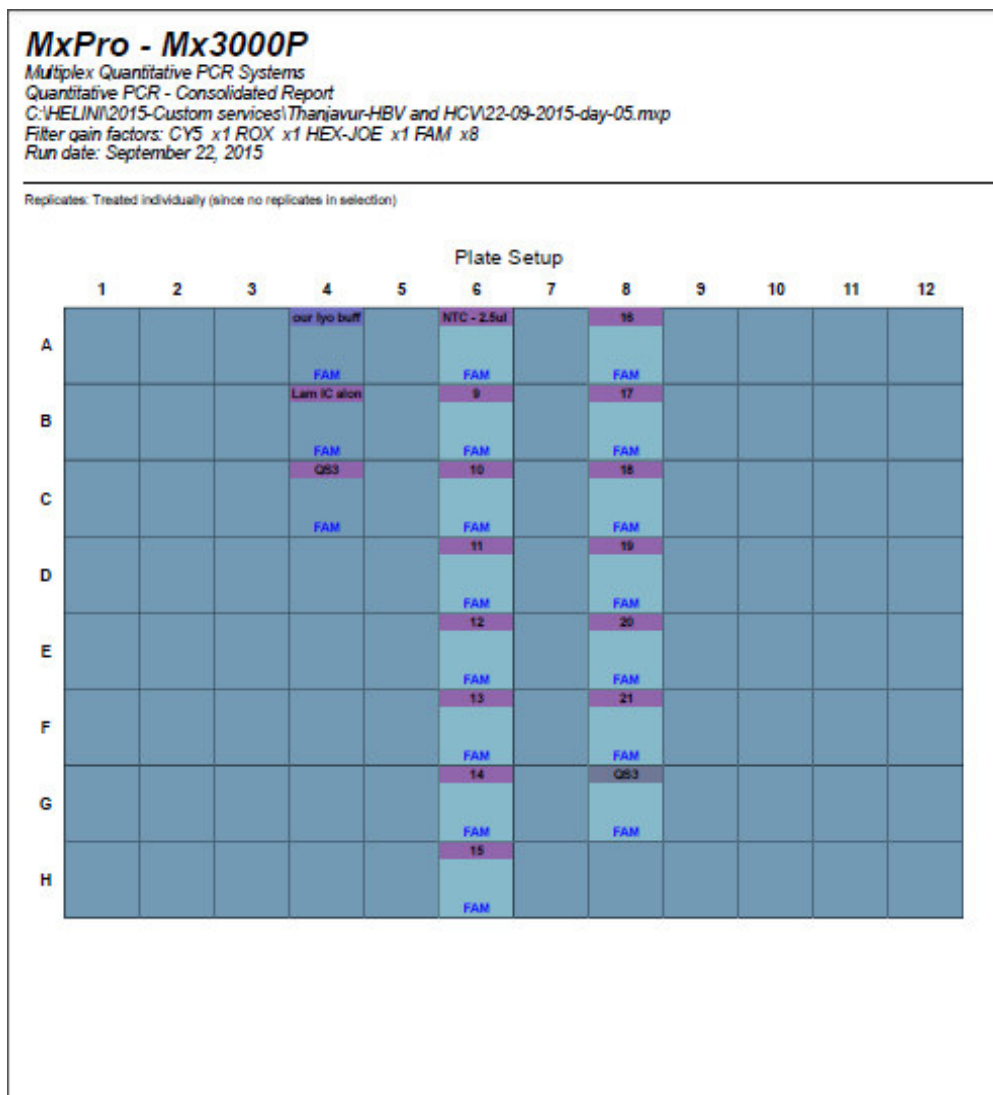 MxPro - Mx3000P
Multiplex Quantitative PCR Systems
Quantitative PCR - Consolidated Report
C:\HELINI\2015-Custom services\Thanjavur-HBV and HCV\22-09-2015-day-05.mxp
Filter gain factors: CY5 x1 ROX x1 HEX-JOE x1 FAM x8
Run date: September 22, 2015
Replicates: Treated individually (since no replicates in selection)
Plate Setup
1 2 3 4 5 6 7 8 9 10 11 12
our lyo buff NTC - 2.5ul 16
A
FAM FAM FAM
Lam IC alon 9 17
B
FAM FAM FAM
QS3 10 18
C
FAM FAM FAM
11 19
D
FAM FAM
12 20
E
FAM FAM
13 21
F
FAM FAM
14 QS3
G
FAM FAM
15
H
FAM